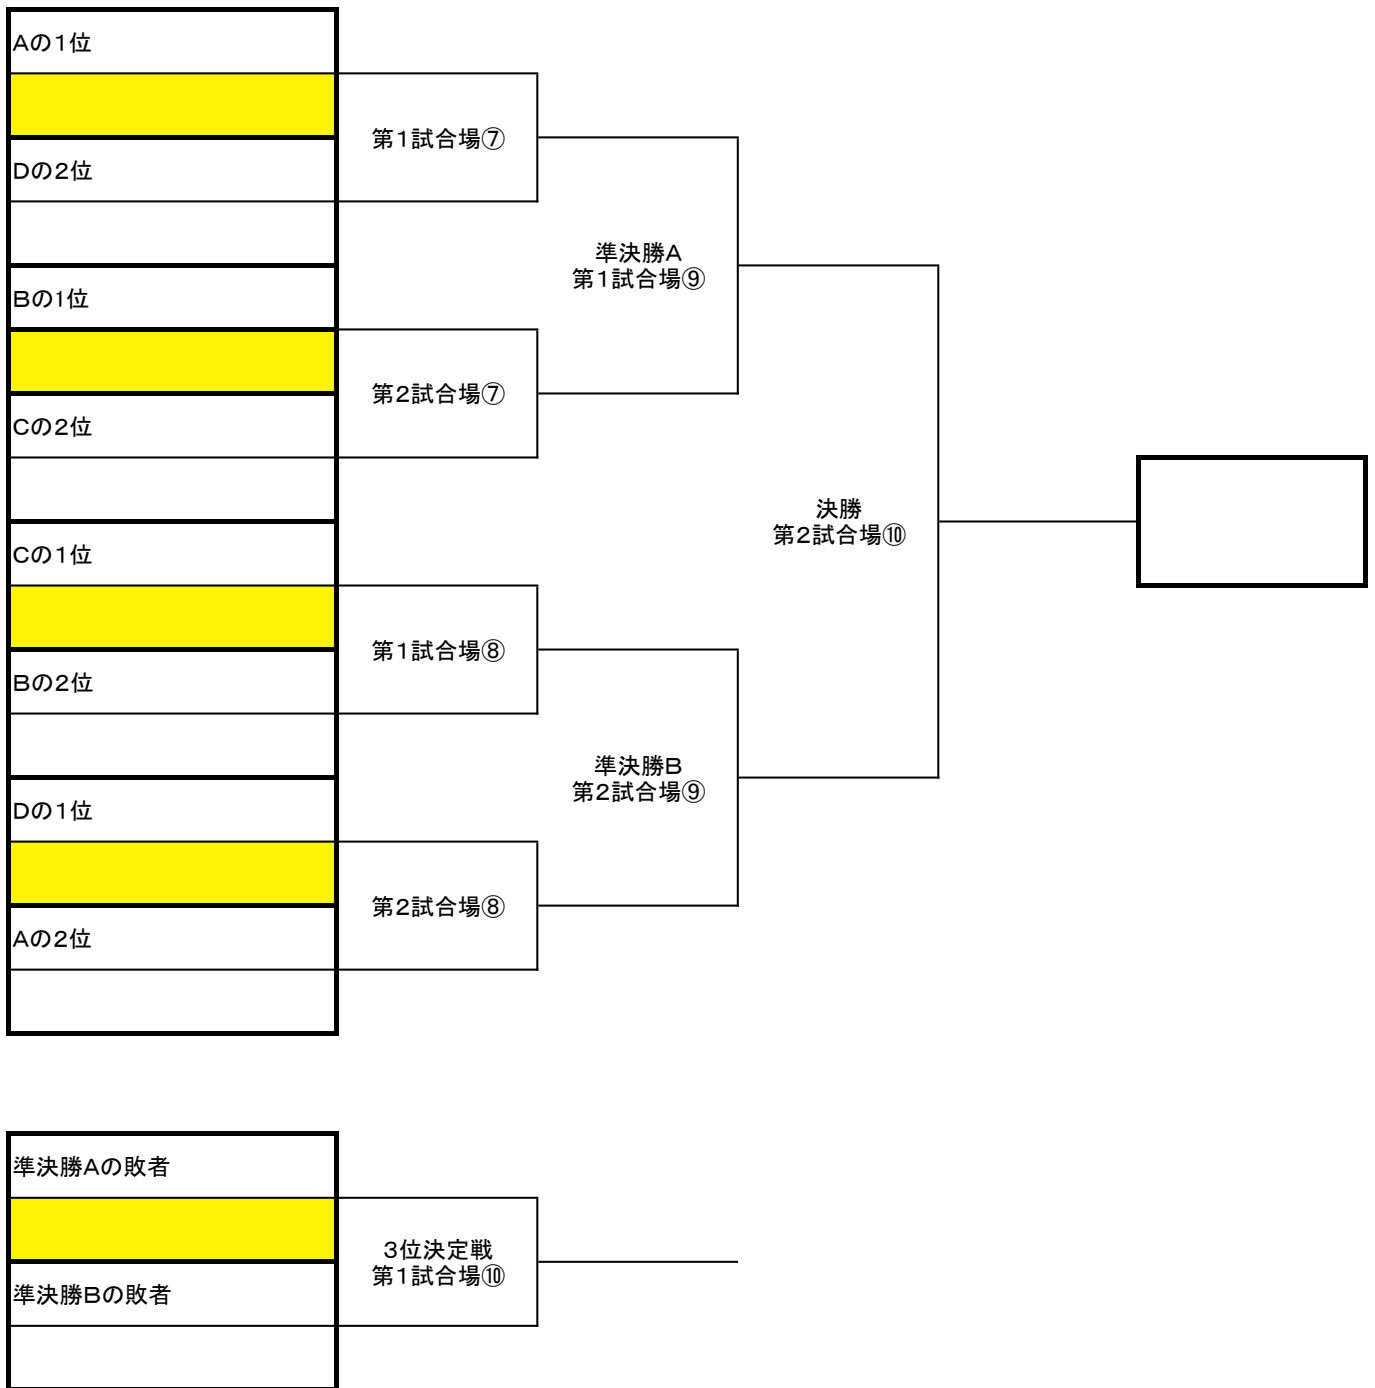 Aの１位
第１試合場⑦
Dの２位
準決勝A
第１試合場⑨
Bの１位
第２試合場⑦
Cの２位
決勝
第２試合場⑩
Cの１位
第１試合場⑧
Bの２位
準決勝B
第２試合場⑨
Dの１位
第２試合場⑧
Aの２位
準決勝Aの敗者
３位決定戦
第１試合場⑩
準決勝Bの敗者